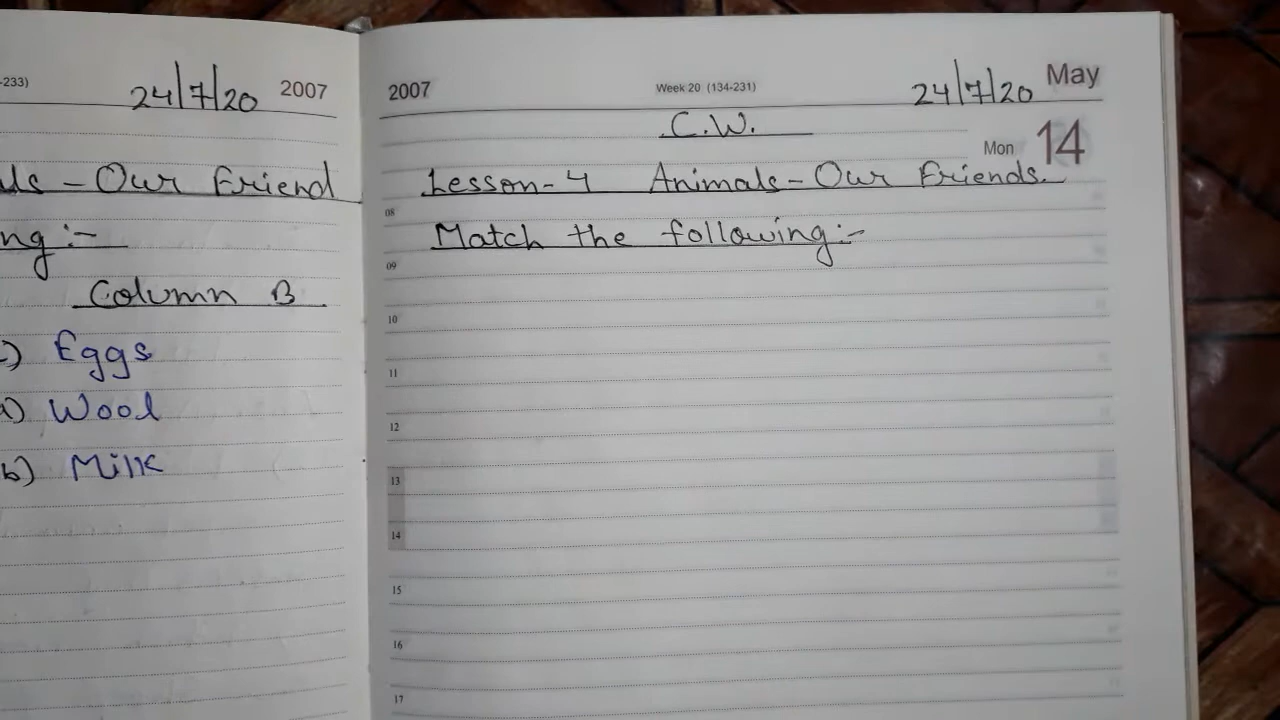 -233) 24/7/20 2007
ls - Our Friend
ng :-
Column B
c) Eggs
a) Wool
b) Milk
2007 Week 20 (134-231) 24/7/20 May
C.W.
Mon 14
Lesson-4 Animals-Our Friends.
08
Match the following:-
09
10
11
12
13
14
15
16
17